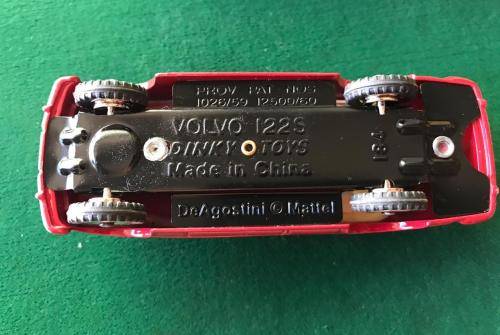 PROV PAT NOS
1026/59 12500/60
VOLVO 122S
DINKY TOYS
Made in China
184
DeAgostini © Mattel